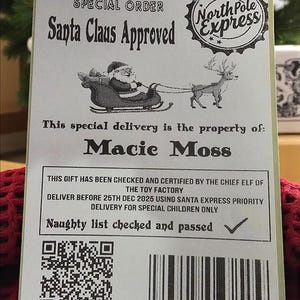 SPECIAL ORDER
Santa Claus Approved
NorthPole
Express
This special delivery is the property of:
Macie Moss
THIS GIFT HAS BEEN CHECKED AND CERTIFIED BY THE CHIEF ELF OF
THE TOY FACTORY
DELIVER BEFORE 25TH DEC 2025 USING SANTA EXPRESS PRIORITY
DELIVERY FOR SPECIAL CHILDREN ONLY
Naughty list checked and passed